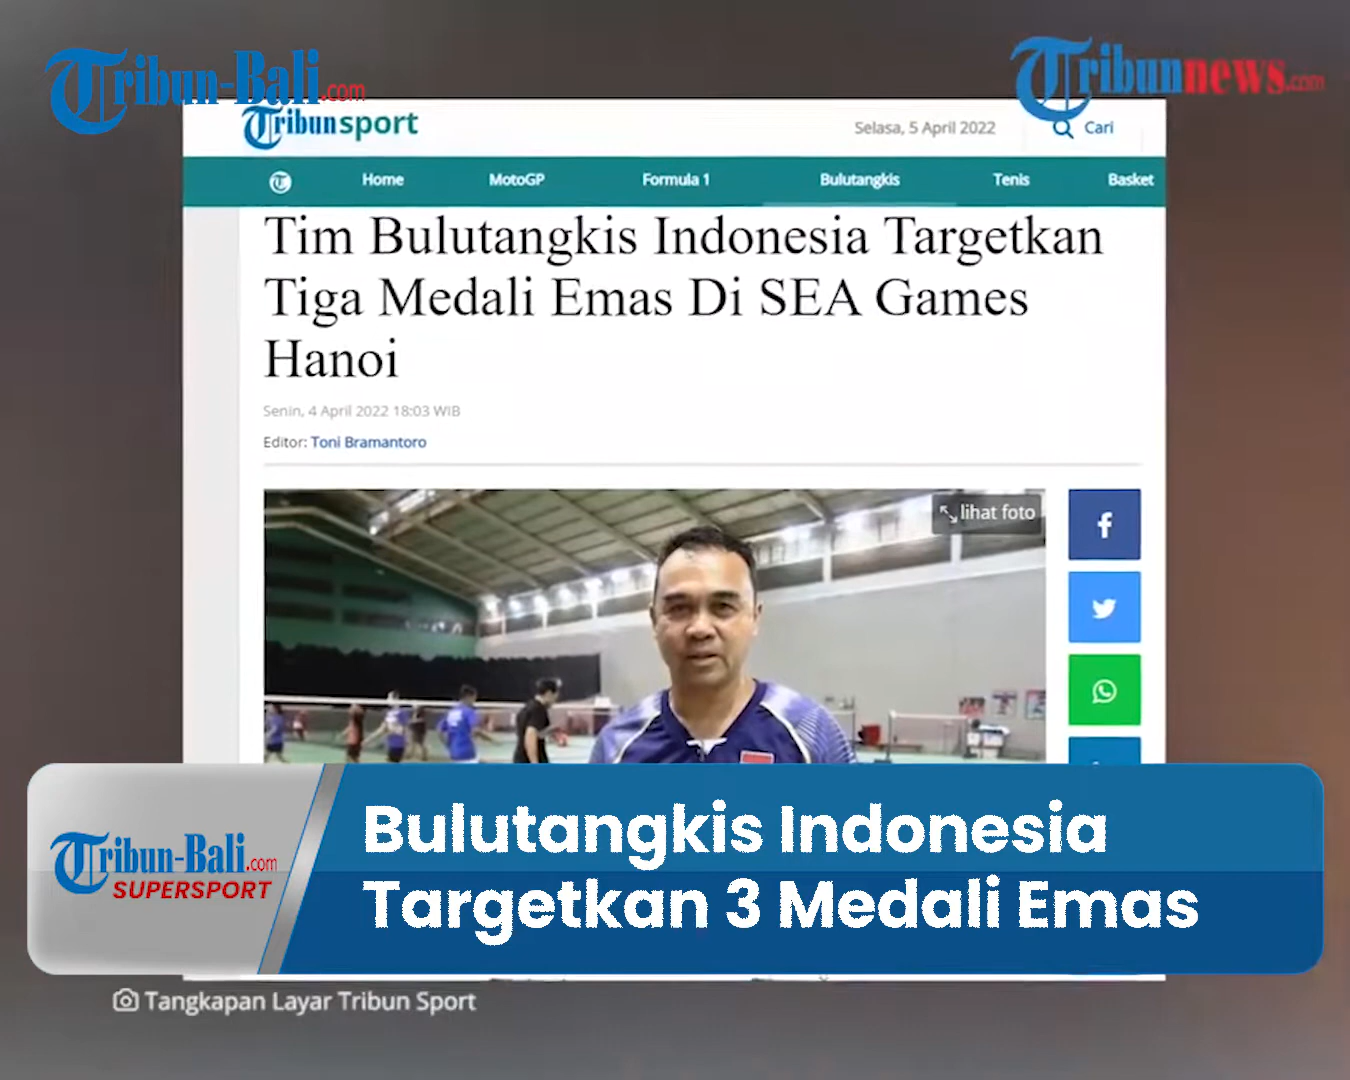 Tribun-Bali.com
Tribunnews.com
Tribunsport
Selasa, 5 April 2022
Cari
Home MotoGP Formula 1 Bulutangkis Tenis Basket
Tim Bulutangkis Indonesia Targetkan
Tiga Medali Emas Di SEA Games
Hanoi
Senin, 4 April 2022 18:03 WIB
Editor: Toni Bramantoro
lihat foto
Tribun-Bali.com
SUPERSPORT
Bulutangkis Indonesia
Targetkan 3 Medali Emas
Tangkapan Layar Tribun Sport